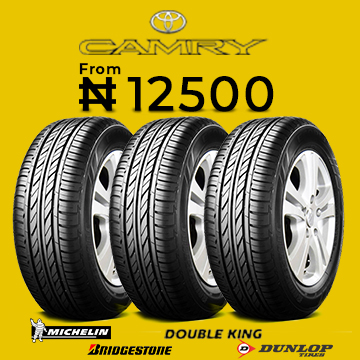 CAMRY
From
₦ 12500
MICHELIN
DOUBLE KING
BRIDGESTONE
DUNLOP
TIRES